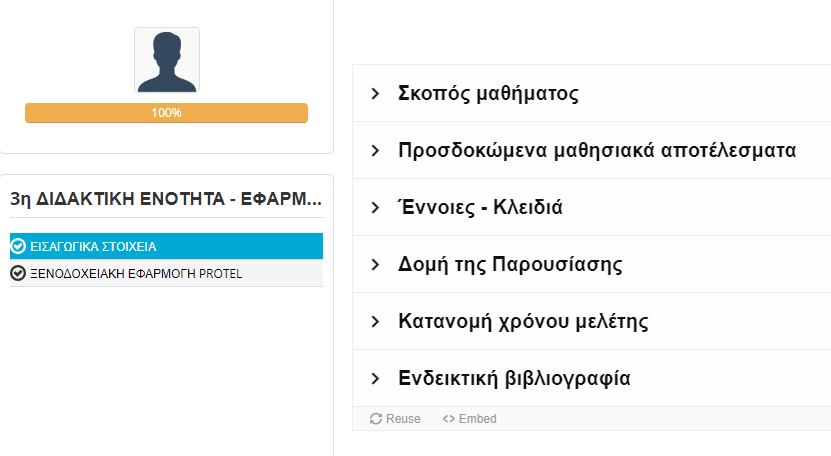 100%
3η ΔΙΔΑΚΤΙΚΗ ΕΝΟΤΗΤΑ - ΕΦΑΡΜ...
ΕΙΣΑΓΩΓΙΚΑ ΣΤΟΙΧΕΙΑ
ΞΕΝΟΔΟΧΕΙΑΚΗ ΕΦΑΡΜΟΓΗ PROTEL
Σκοπός μαθήματος
Προσδοκώμενα μαθησιακά αποτέλεσματα
Έννοιες - Κλειδιά
Δομή της Παρουσίασης
Κατανομή χρόνου μελέτης
Ενδεικτική βιβλιογραφία
Reuse <> Embed